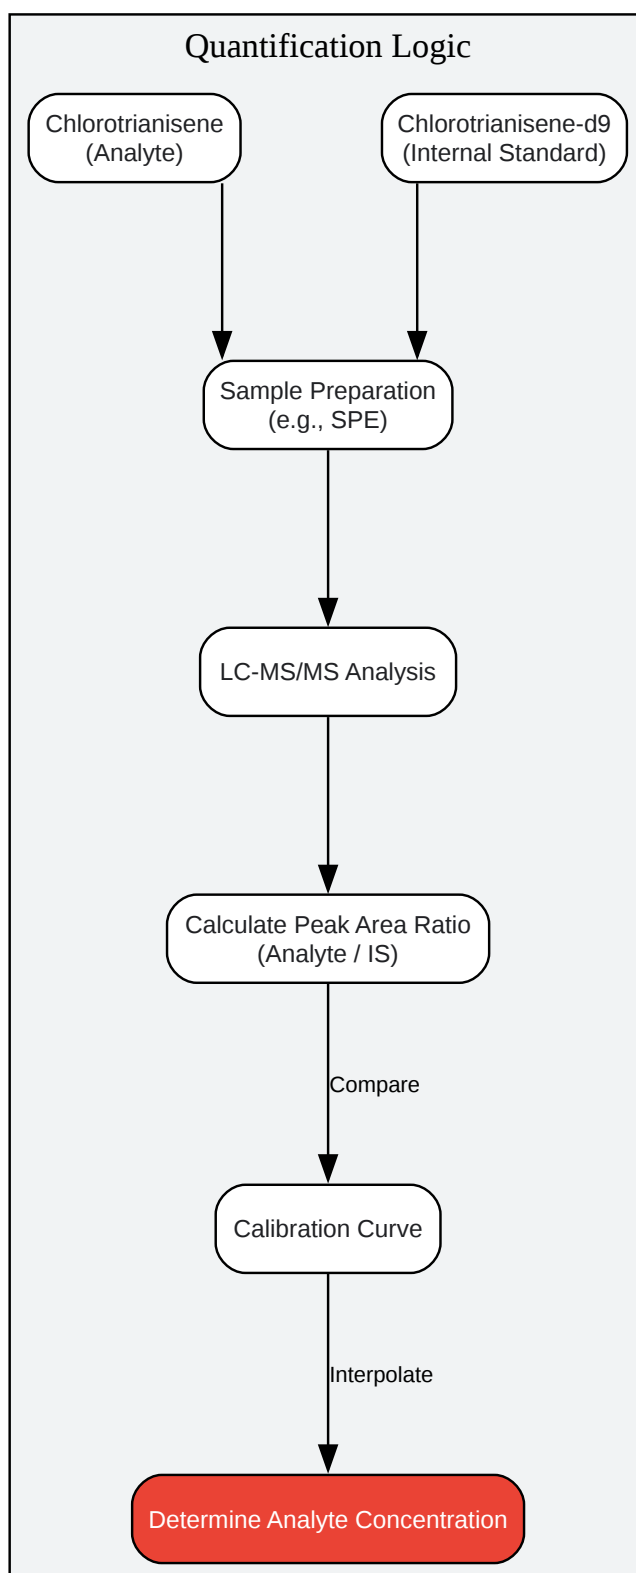 Quantification Logic
Chlorotrianisene
(Analyte)
Chlorotrianisene-d9
(Internal Standard)
Sample Preparation
(e.g., SPE)
LC-MS/MS Analysis
Calculate Peak Area Ratio
(Analyte / IS)
Compare
Calibration Curve
Interpolate
Determine Analyte Concentration